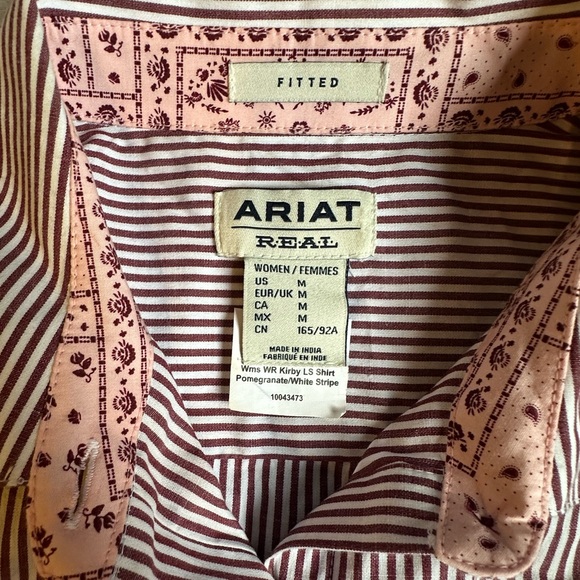 FITTED
ARIAT
REAL
WOMEN / FEMMES
US M
EUR/UK M
CA M
MX M
CN 165/92A
MADE IN INDIA
FABRIQUÉ EN INDE
Wms WR Kirby LS Shirt
Pomegranate/White Stripe
10043473